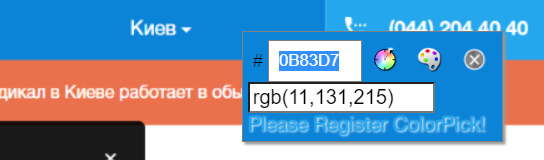 Киев
(044) 204 40 40
# 0B83D7
дикал в Киеве работает в обы
rgb(11,131,215)
Please Register ColorPick!